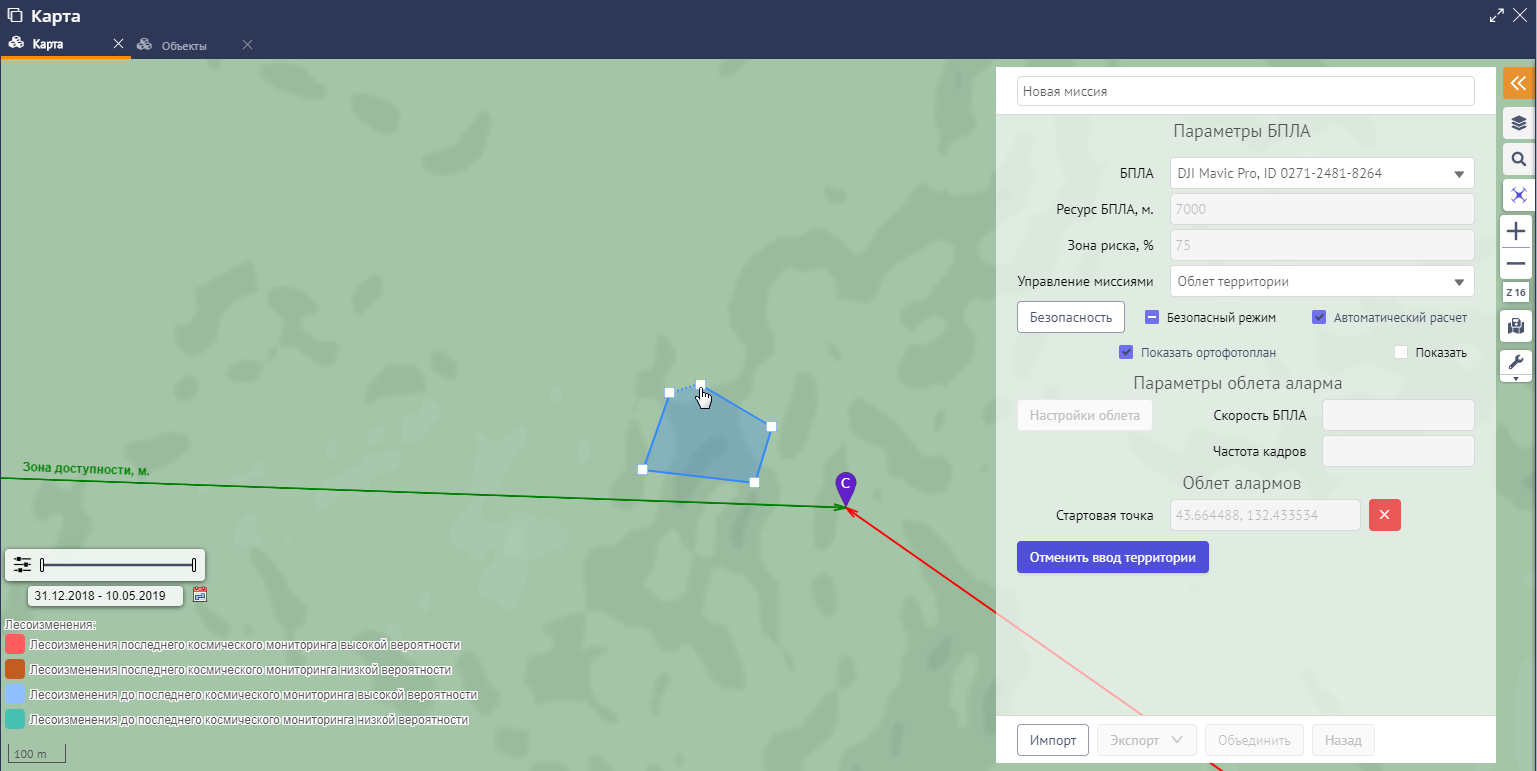 Карта
Карта
Объекты
Новая миссия
Параметры БПЛА
БПЛА
DJI Mavic Pro, ID 0271-2481-8264
Ресурс БПЛА, м.
7000
Зона риска, %
75
Управление миссиями
Облет территории
Безопасность
Безопасный режим
Автоматический расчет
Показать ортофотоплан
Показать
Параметры облета аларма
Настройки облета
Скорость БПЛА
Частота кадров
Облет алармов
Стартовая точка
43.664488, 132.433534
Отменить ввод территории
Импорт
Экспорт
Объединить
Назад
Z 16
Зона доступности, м.
C
31.12.2018 - 10.05.2019
Лесоизменения:
Лесоизменения последнего космического мониторинга высокой вероятности
Лесоизменения последнего космического мониторинга низкой вероятности
Лесоизменения до последнего космического мониторинга высокой вероятности
Лесоизменения до последнего космического мониторинга низкой вероятности
100 m